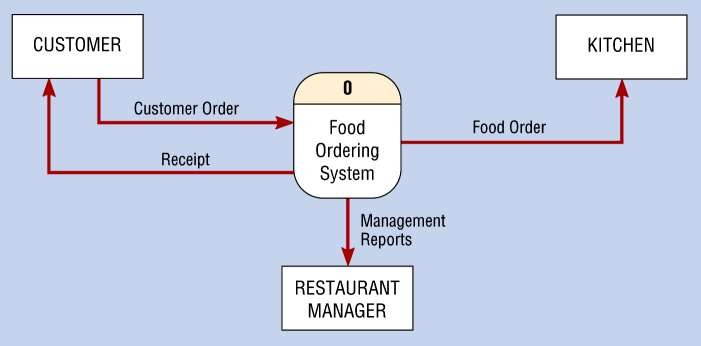 CUSTOMER
KITCHEN
0
Customer Order
Food
Ordering
System
Food Order
Receipt
Management
Reports
RESTAURANT
MANAGER